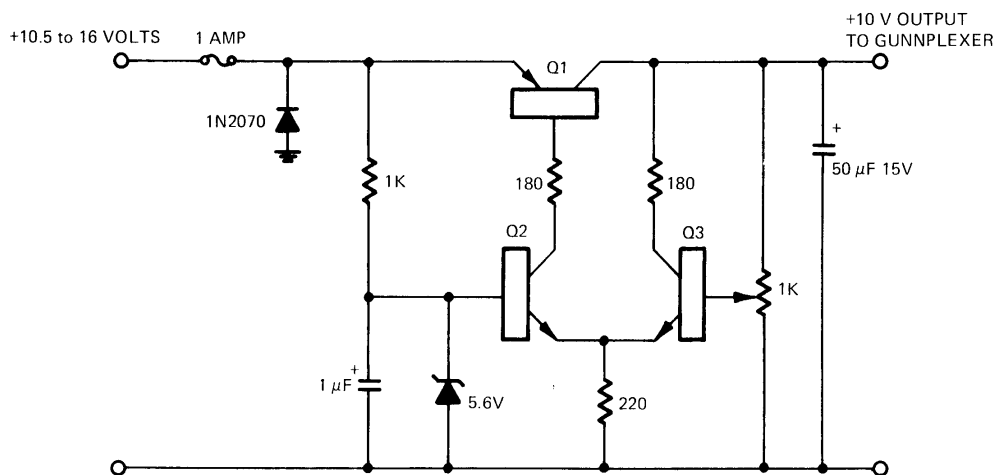 +10.5 to 16 VOLTS
1 AMP
Q1
+10 V OUTPUT
TO GUNNPLEXER
1N2070
1K
180
180
+
50 μF 15V
Q2
Q3
1K
+
1 μF
5.6V
220